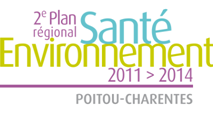 2e Plan
régional Santé
Environnement
2011 > 2014
POITOU-CHARENTES